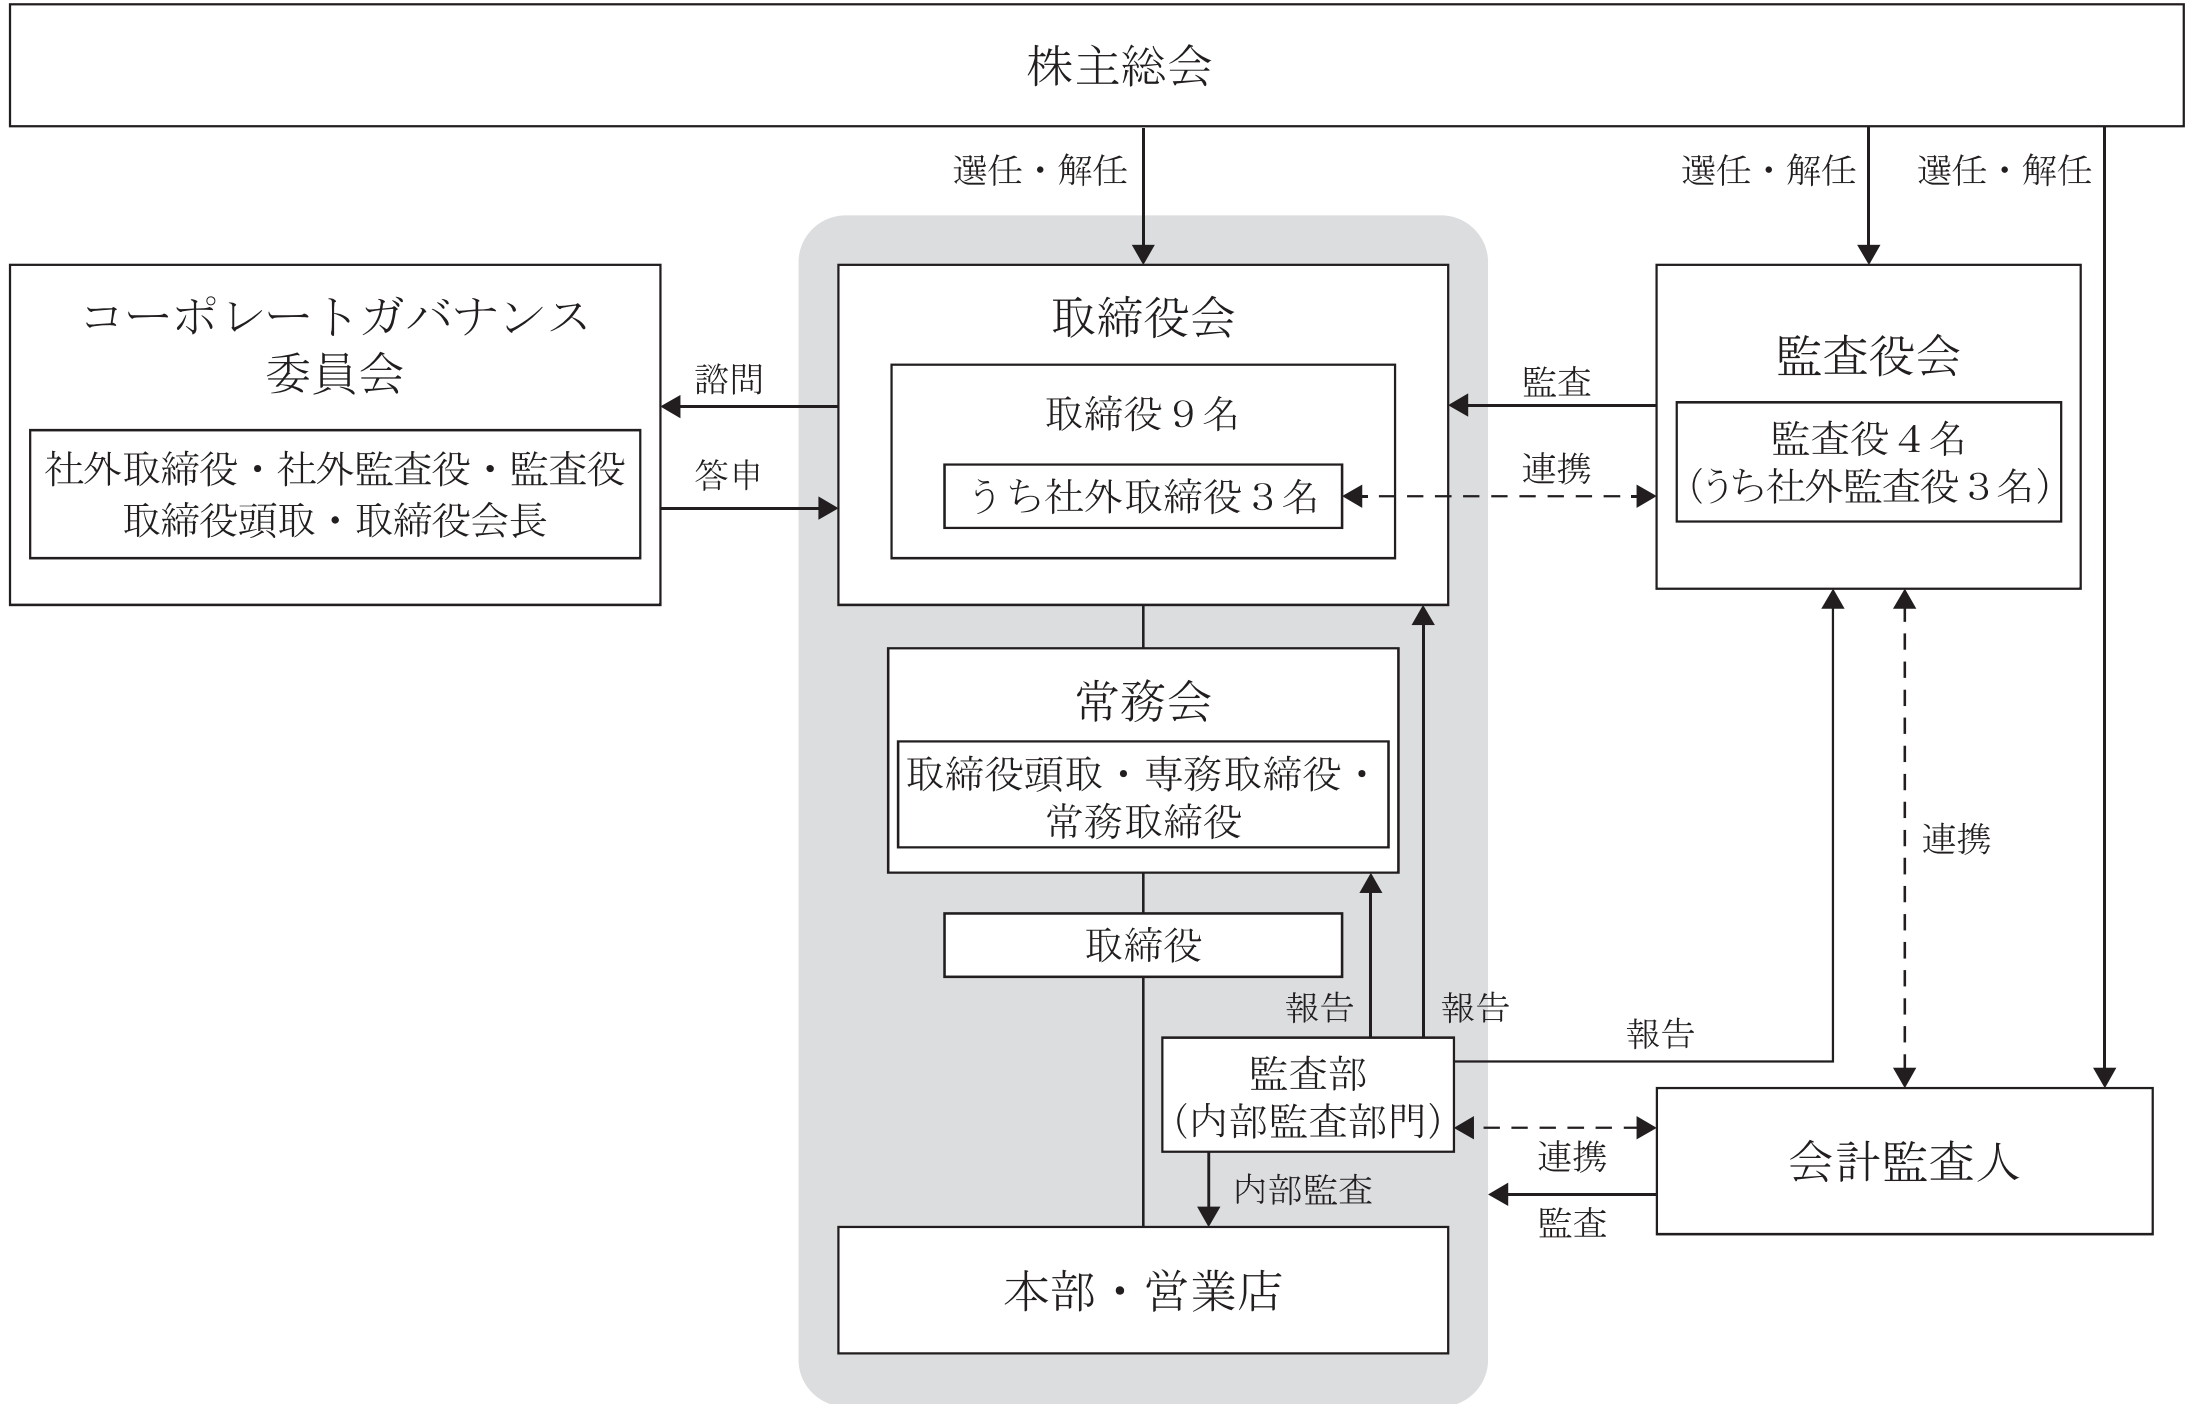 株主総会
選任・解任
選任・解任
選任・解任
コーポレートガバナンス
委員会
社外取締役・社外監査役・監査役
取締役頭取・取締役会長
諮問
答申
取締役会
取締役９名
うち社外取締役３名
監査
連携
監査役会
監査役４名
（うち社外監査役３名）
常務会
取締役頭取・専務取締役・
常務取締役
取締役
報告
報告
報告
連携
監査部
（内部監査部門）
連携
監査
会計監査人
内部監査
本部・営業店